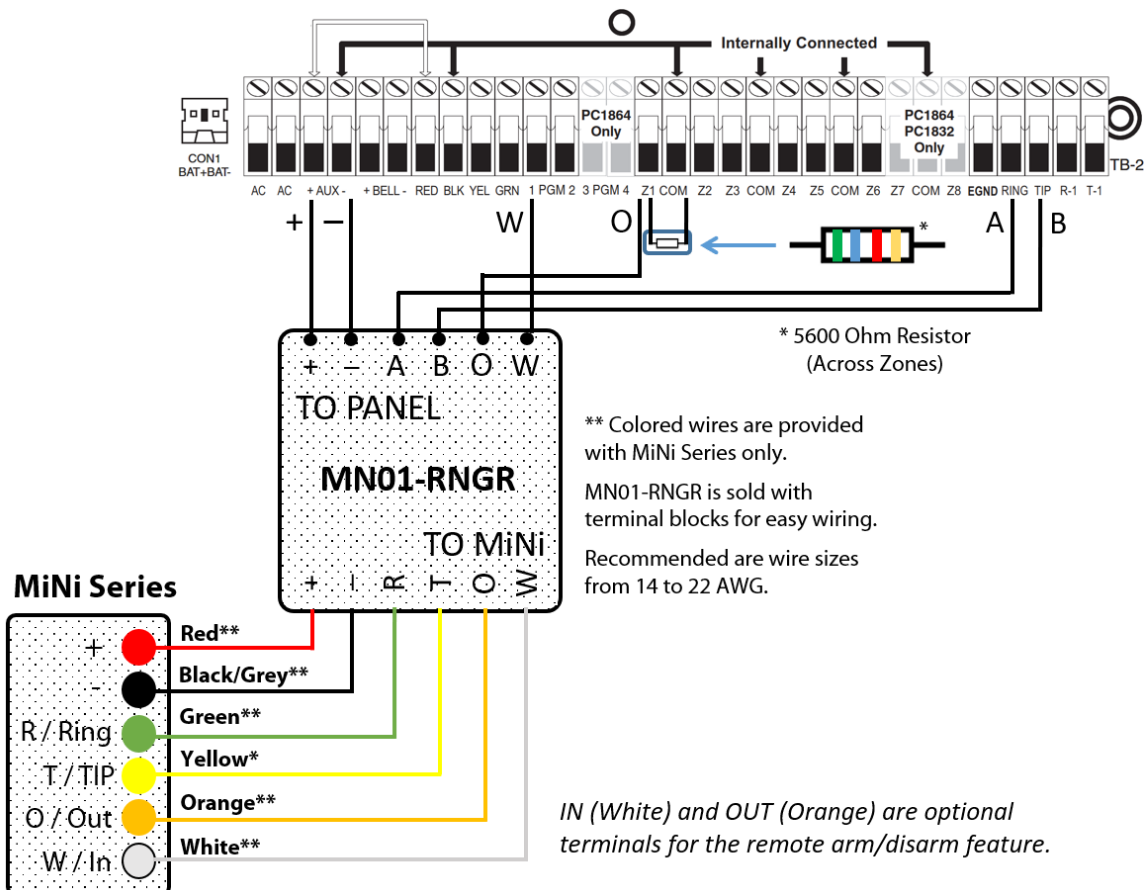 Internally Connected
PC1864
Only
PC1864
PC1832
Only
CON1
BAT+BAT-
TB-2
AC AC + AUX - + BELL - RED BLK YEL GRN 1 PGM 2 3 PGM 4 Z1 COM Z2 Z3 COM Z4 Z5 COM Z6 Z7 COM Z8 EGND RING TIP R-1 T-1
+ – W O A B
*
* 5600 Ohm Resistor
(Across Zones)
+ – A B O W
TO PANEL
MN01-RNGR
TO MiNi
+ – R T O W
** Colored wires are provided
with MiNi Series only.
MN01-RNGR is sold with
terminal blocks for easy wiring.
Recommended are wire sizes
from 14 to 22 AWG.
MiNi Series
+ Red**
- Black/Grey**
R / Ring Green**
T / TIP Yellow*
O / Out Orange**
W / In White**
IN (White) and OUT (Orange) are optional
terminals for the remote arm/disarm feature.